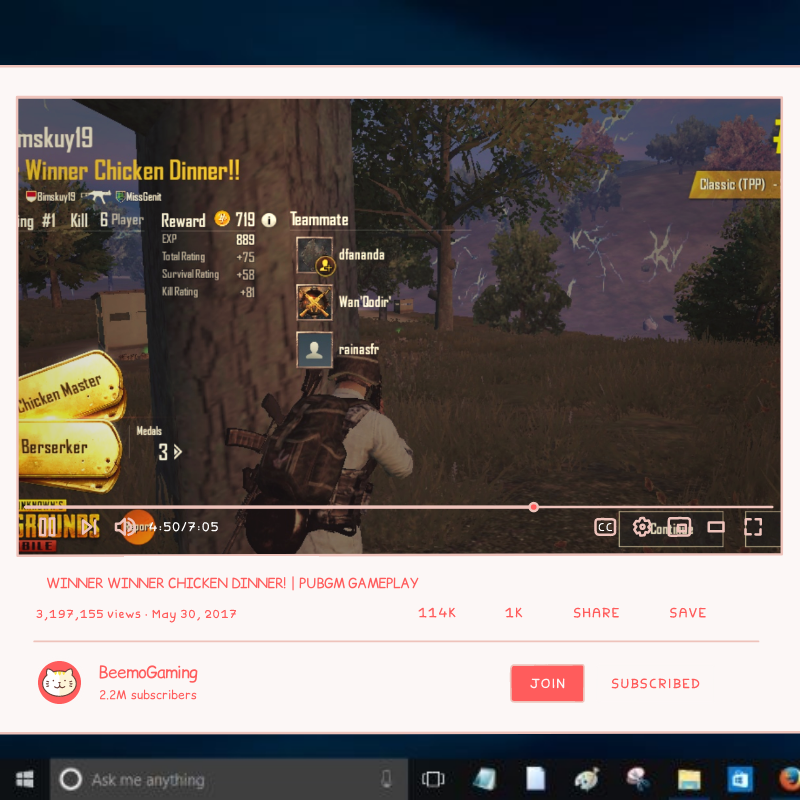 mskuy19
Winner Chicken Dinner!!
Bimskuy19 MissGenit
Classic (TPP) -
ing #1 Kill 6 Player
Reward 719
Teammate
EXP 889
Total Rating +75
Survival Rating +58
Kill Rating +81
dfananda
Wan'Qodir'
rainasfr
Chicken Master
Berserker
Medals
3
NKNOWN'S
GROUNDS
BILE
4:50/7:05
CC
Continue
WINNER WINNER CHICKEN DINNER! | PUBGM GAMEPLAY
3,197,155 views · May 30, 2017
114K 1K SHARE SAVE
BeemoGaming
2.2M subscribers
JOIN SUBSCRIBED
Ask me anything